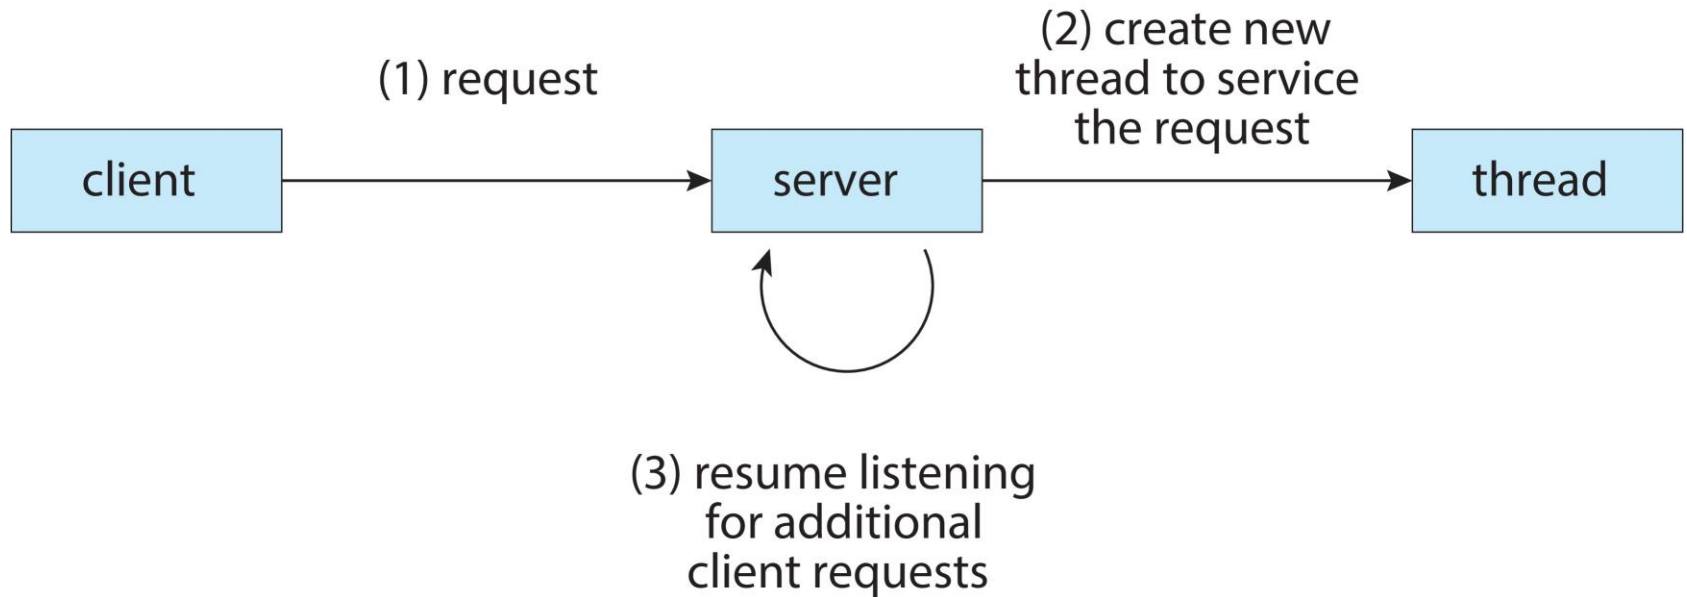 (1) request
(2) create new
thread to service
the request
client
server
thread
(3) resume listening
for additional
client requests